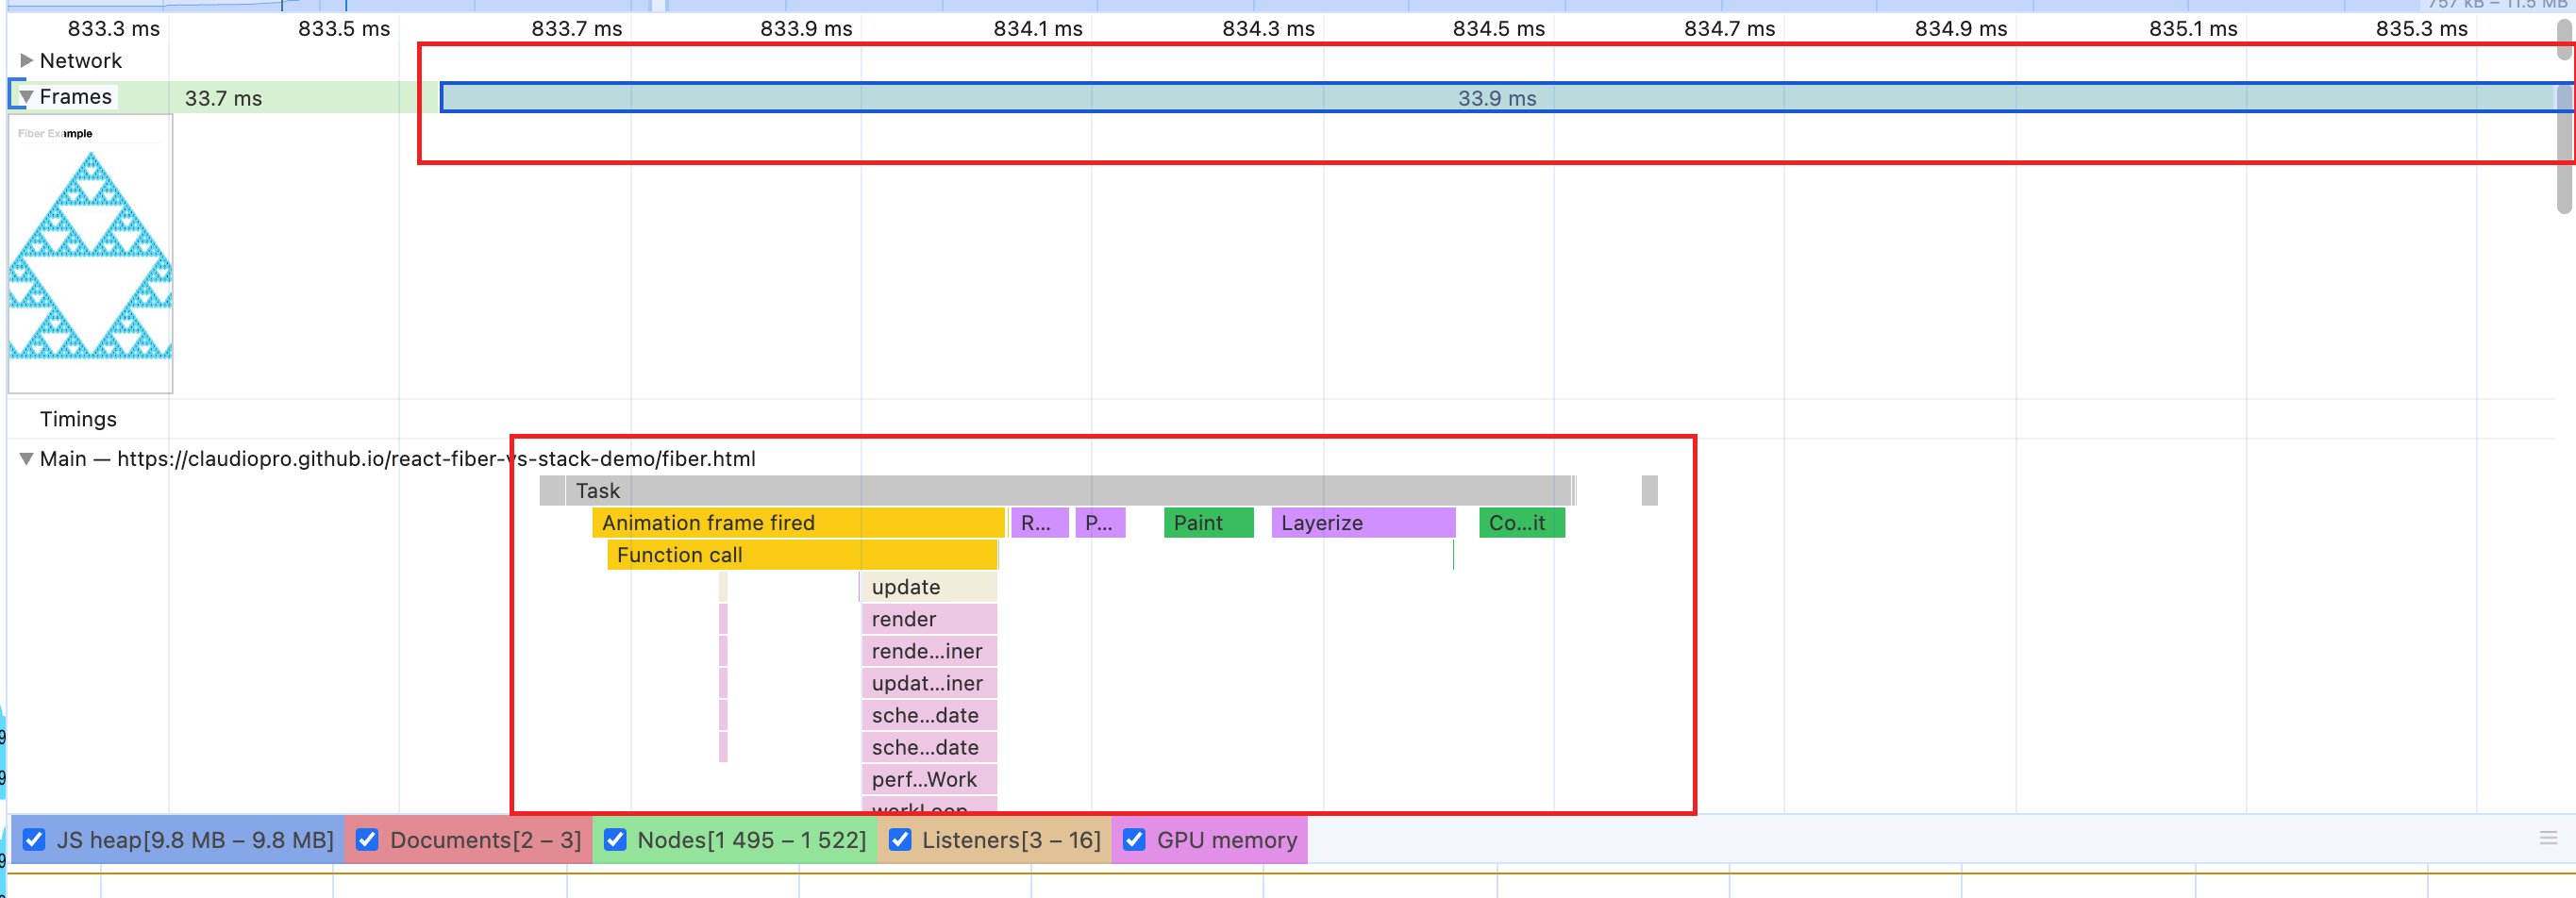 757 kB – 11.5 MB
833.3 ms 833.5 ms 833.7 ms 833.9 ms 834.1 ms 834.3 ms 834.5 ms 834.7 ms 834.9 ms 835.1 ms 835.3 ms
Network
Frames 33.7 ms 33.9 ms
Fiber Example
Timings
Main — https://claudiopro.github.io/react-fiber-vs-stack-demo/fiber.html
Task
Animation frame fired R... P... Paint Layerize Co...it
Function call
update
render
rende...iner
updat...iner
sche...date
sche...date
perf...Work
workLoop
JS heap[9.8 MB – 9.8 MB] Documents[2 – 3] Nodes[1 495 – 1 522] Listeners[3 – 16] GPU memory